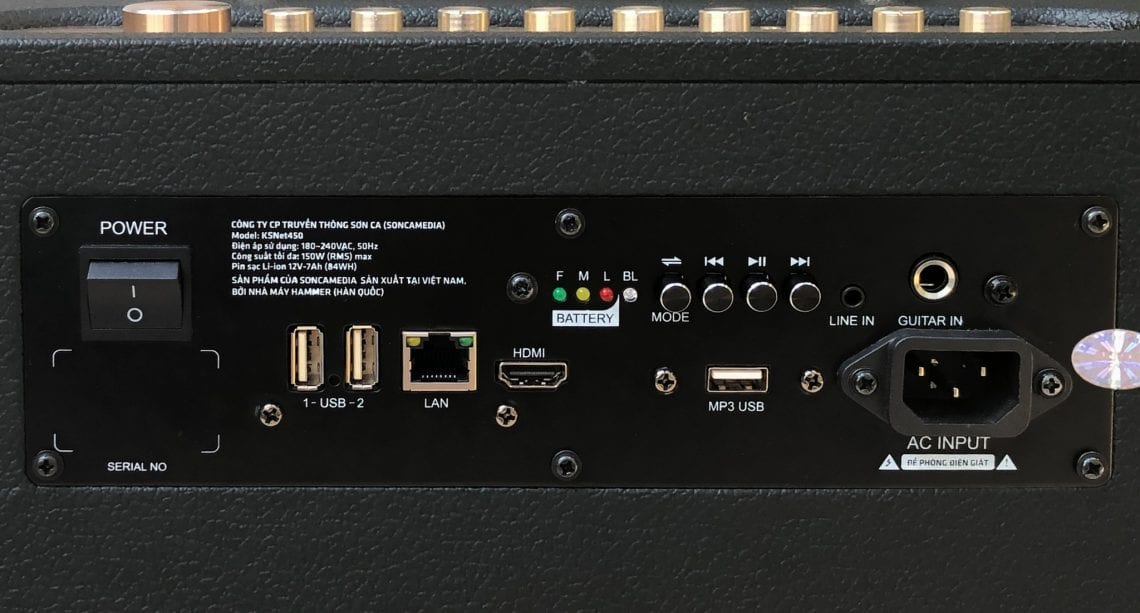 POWER
CÔNG TY CP TRUYỀN THÔNG SƠN CA (SONCAMEDIA)
Model: KSNet450
Điện áp sử dụng: 180~240VAC, 50Hz
Công suất tối đa: 150W (RMS) max
Pin sạc Li-ion 12V-7Ah (84WH)
SẢN PHẨM CỦA SONCAMEDIA SẢN XUẤT TẠI VIỆT NAM,
BỞI NHÀ MÁY HAMMER (HÀN QUỐC)
F M L BL
BATTERY
MODE
LINE IN
GUITAR IN
1 - USB - 2
LAN
HDMI
MP3 USB
AC INPUT
ĐỀ PHÒNG ĐIỆN GIẬT
SERIAL NO